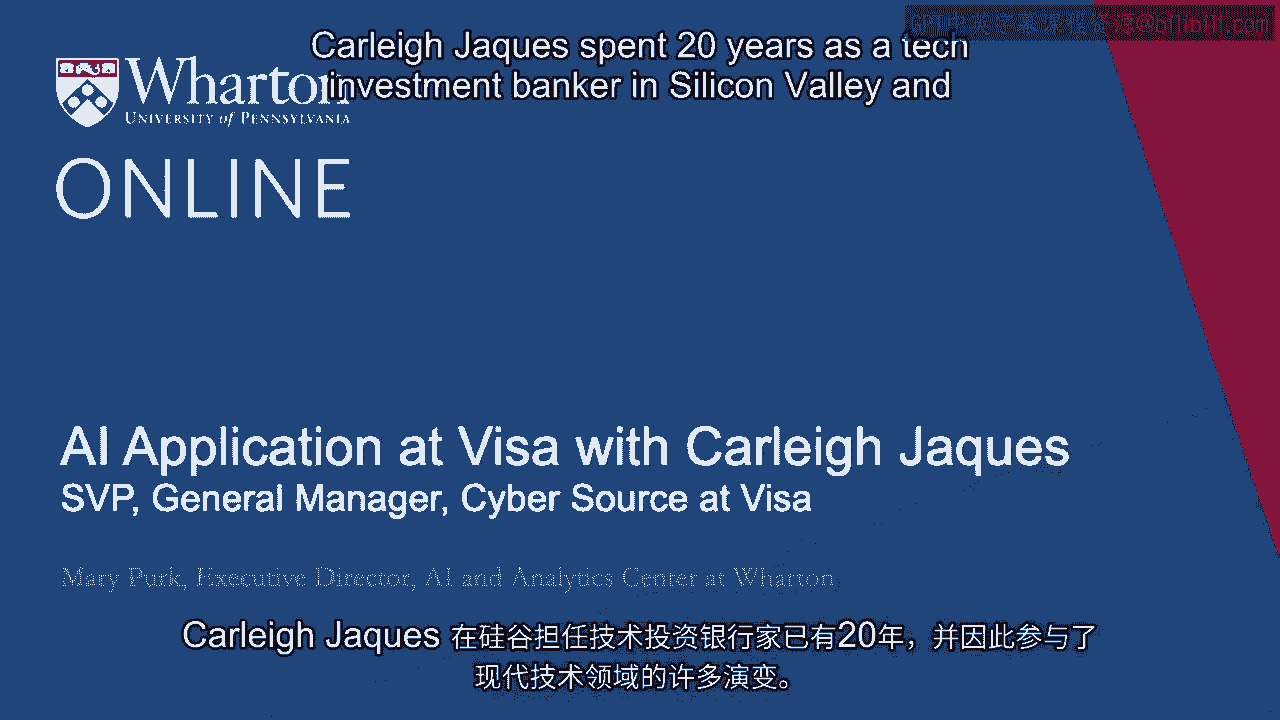 GPT中英字幕课程资源@bilibili.com
Carleigh Jaques spent 20 years as a tech
investment banker in Silicon Valley and
Wharton
UNIVERSITY of PENNSYLVANIA
ONLINE
AI Application at Visa with Carleigh Jaques
SVP, General Manager, Cyber Source at Visa
Mary Purk, Executive Director, AI and Analytics Center at Wharton
Carleigh Jaques 在硅谷担任技术投资银行家已有20年，并因此参与了
现代技术领域的许多演变。